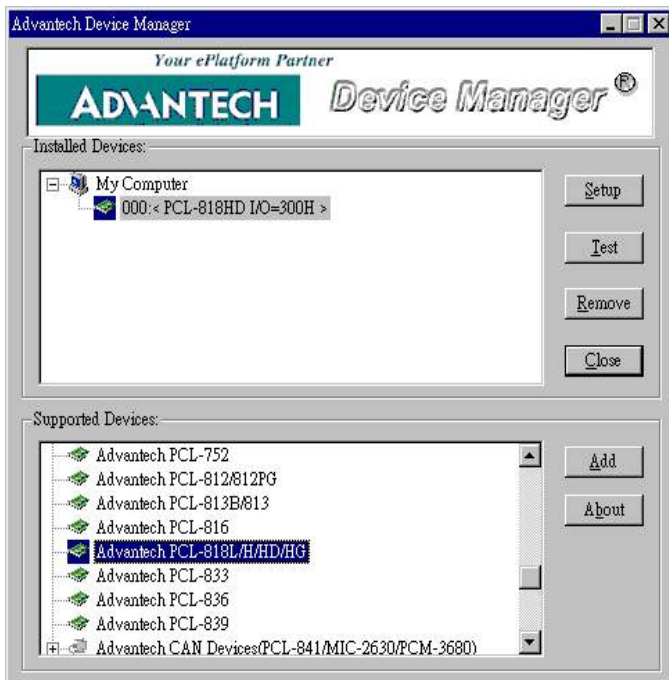 Advantech Device Manager
Your ePlatform Partner
ADVANTECH
Device Manager ®
Installed Devices:
My Computer
000:< PCL-818HD I/O=300H >
Setup
Test
Remove
Close
Supported Devices:
Advantech PCL-752
Advantech PCL-812/812PG
Advantech PCL-813B/813
Advantech PCL-816
Advantech PCL-818L/H/HD/HG
Advantech PCL-833
Advantech PCL-836
Advantech PCL-839
Advantech CAN Devices(PCL-841/MIC-2630/PCM-3680)
Add
About